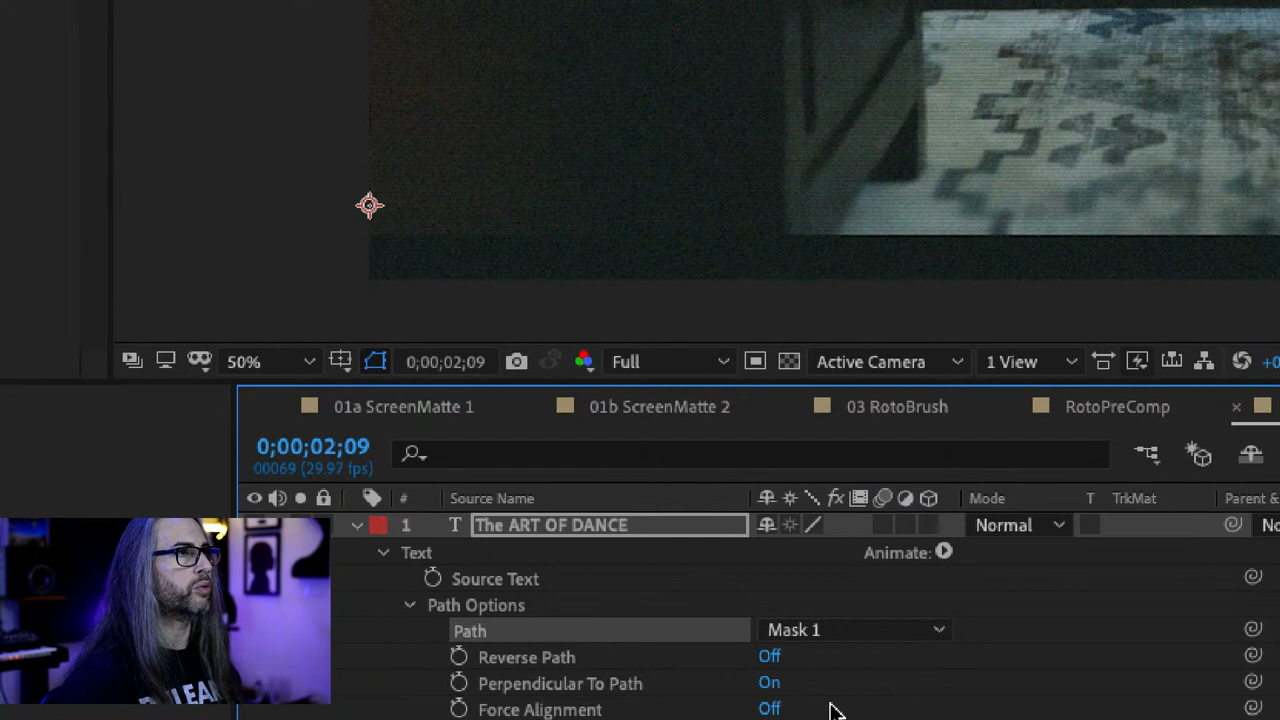 50%
0;00;02;09
Full
Active Camera
1 View
01a ScreenMatte 1
01b ScreenMatte 2
03 RotoBrush
RotoPreComp
0;00;02;09
00069 (29.97 fps)
# Source Name fx Mode T TrkMat Parent &
1 T The ART OF DANCE Normal
Text Animate:
Source Text
Path Options
Path Mask 1
Reverse Path Off
Perpendicular To Path On
Force Alignment Off